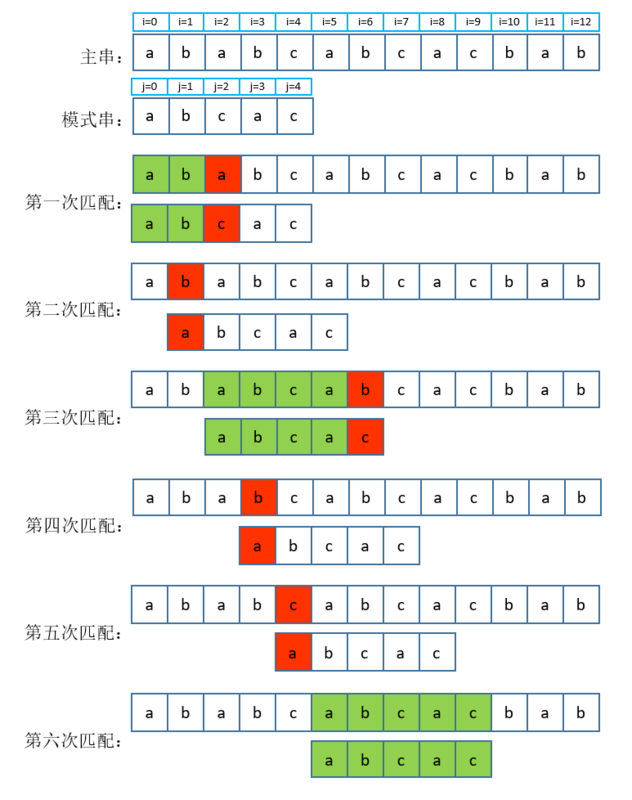 i=0 i=1 i=2 i=3 i=4 i=5 i=6 i=7 i=8 i=9 i=10 i=11 i=12
主串: a b a b c a b c a c b a b
j=0 j=1 j=2 j=3 j=4
模式串: a b c a c
a b a b c a b c a c b a b
第一次匹配:
a b c a c
a b a b c a b c a c b a b
第二次匹配:
a b c a c
a b a b c a b c a c b a b
第三次匹配:
a b c a c
a b a b c a b c a c b a b
第四次匹配:
a b c a c
a b a b c a b c a c b a b
第五次匹配:
a b c a c
a b a b c a b c a c b a b
第六次匹配:
a b c a c